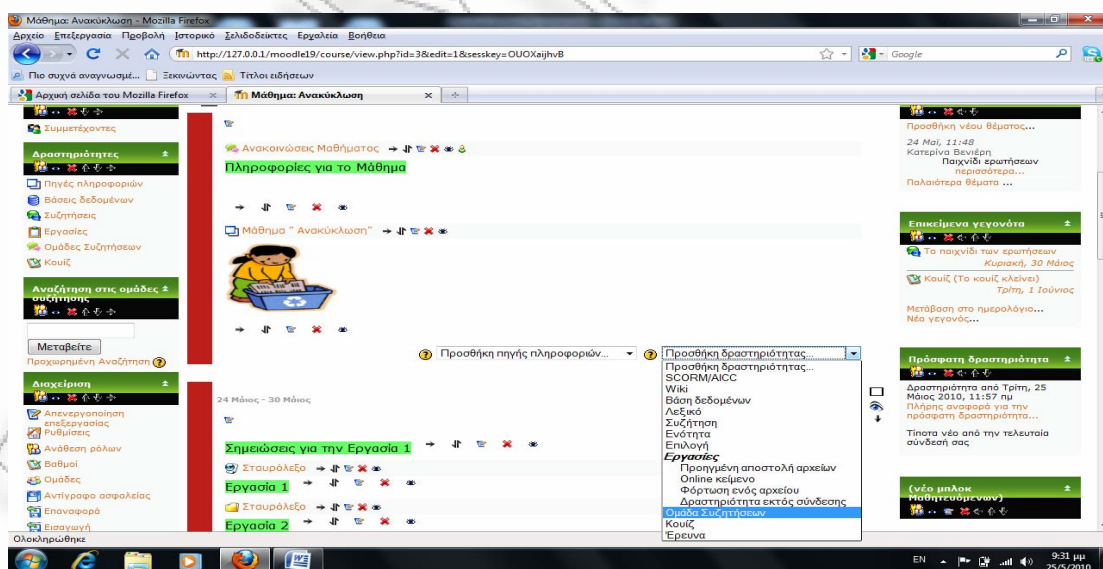 Μάθημα: Ανακύκλωση - Mozilla Firefox
Αρχείο Επεξεργασία Προβολή Ιστορικό Σελιδοδείκτες Εργαλεία Βοήθεια
http://127.0.0.1/moodle19/course/view.php?id=3&edit=1&sesskey=OUOXaijhvB
Google
Πιο συχνά αναγνωσμέ... Ξεκινώντας Τίτλοι ειδήσεων
Αρχική σελίδα του Mozilla Firefox
Μάθημα: Ανακύκλωση
Συμμετέχοντες
Δραστηριότητες
Πηγές πληροφοριών
Βάσεις δεδομένων
Συζητήσεις
Εργασίες
Ομάδες Συζητήσεων
Κουίζ
Αναζήτηση στις ομάδες
συζήτησης
Μεταβείτε
Προχωρημένη Αναζήτηση
Διαχείριση
Απενεργοποίηση
επεξεργασίας
Ρυθμίσεις
Ανάθεση ρόλων
Βαθμοί
Ομάδες
Αντίγραφο ασφαλείας
Επαναφορά
Εισαγωγή
Ανακοινώσεις Μαθήματος
Πληροφορίες για το Μάθημα
Μάθημα " Ανακύκλωση"
Προσθήκη πηγής πληροφοριών...
Προσθήκη δραστηριότητας...
Προσθήκη δραστηριότητας...
SCORM/AICC
Wiki
Βάση δεδομένων
Λεξικό
Συζήτηση
Ενότητα
Επιλογή
Εργασίες
Προηγμένη αποστολή αρχείων
Online κείμενο
Φόρτωση ενός αρχείου
Δραστηριότητα εκτός σύνδεσης
Ομάδα Συζητήσεων
Κουίζ
Έρευνα
24 Μάιος - 30 Μάιος
Σημειώσεις για την Εργασία 1
Σταυρόλεξο
Εργασία 1
Σταυρόλεξο
Εργασία 2
Προσθήκη νέου θέματος...
24 Μαϊ, 11:48
Κατερίνα Βενιέρη
Παιχνίδι ερωτήσεων
περισσότερα...
Παλαιότερα θέματα ...
Επικείμενα γεγονότα
Το παιχνίδι των ερωτήσεων
Κυριακή, 30 Μάιος
Κουίζ (Το κουίζ κλείνει)
Τρίτη, 1 Ιούνιος
Μετάβαση στο ημερολόγιο...
Νέο γεγονός...
Πρόσφατη δραστηριότητα
Δραστηριότητα από Τρίτη, 25
Μάιος 2010, 11:57 πμ
Πλήρης αναφορά για την
πρόσφατη δραστηριότητα...
Τίποτα νέο από την τελευταία
σύνδεσή σας
(νέο μπλοκ
Μαθητευόμενων)
Ολοκληρώθηκε
EN
9:31 μμ
25/5/2010